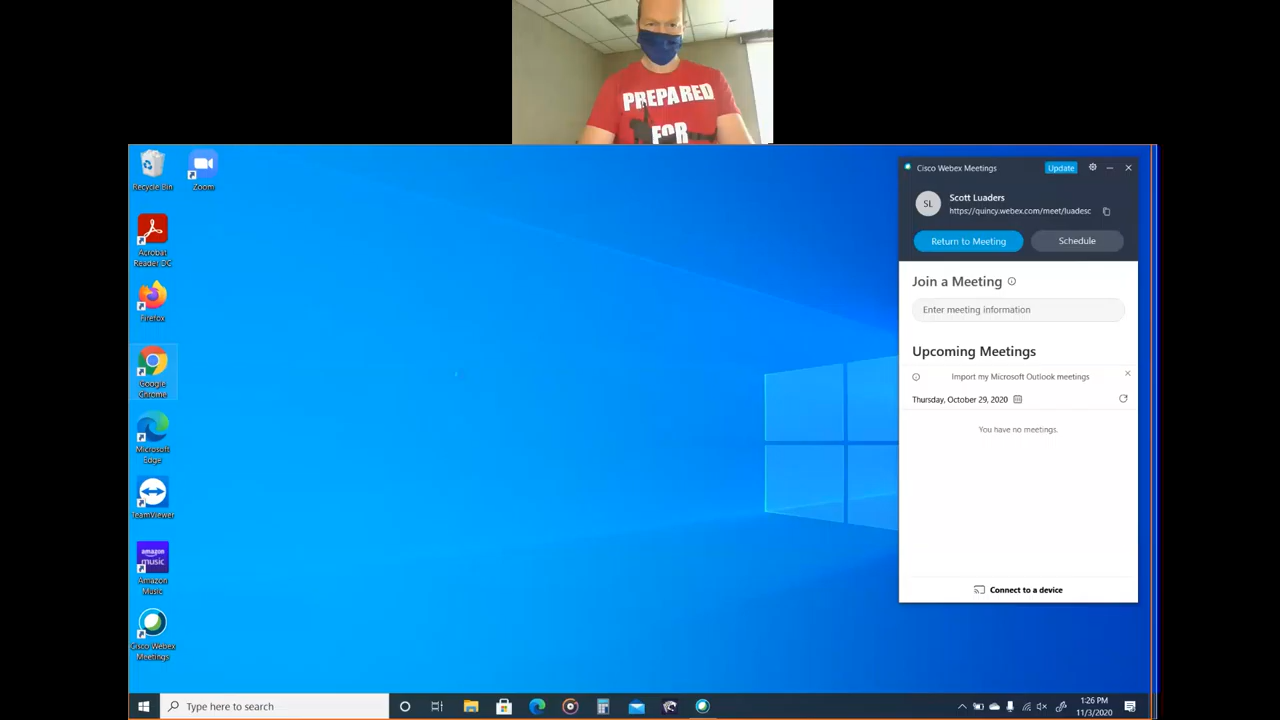 PREPARED
FOR
Recycle Bin
Zoom
Acrobat
Reader DC
Firefox
Google
Chrome
Microsoft
Edge
TeamViewer
amazon
music
Amazon
Music
Cisco Webex
Meetings
Cisco Webex Meetings
Update
SL
Scott Luaders
https://quincy.webex.com/meet/luadesc
Return to Meeting
Schedule
Join a Meeting
Enter meeting information
Upcoming Meetings
Import my Microsoft Outlook meetings
Thursday, October 29, 2020
You have no meetings.
Connect to a device
Type here to search
1:26 PM
11/3/2020